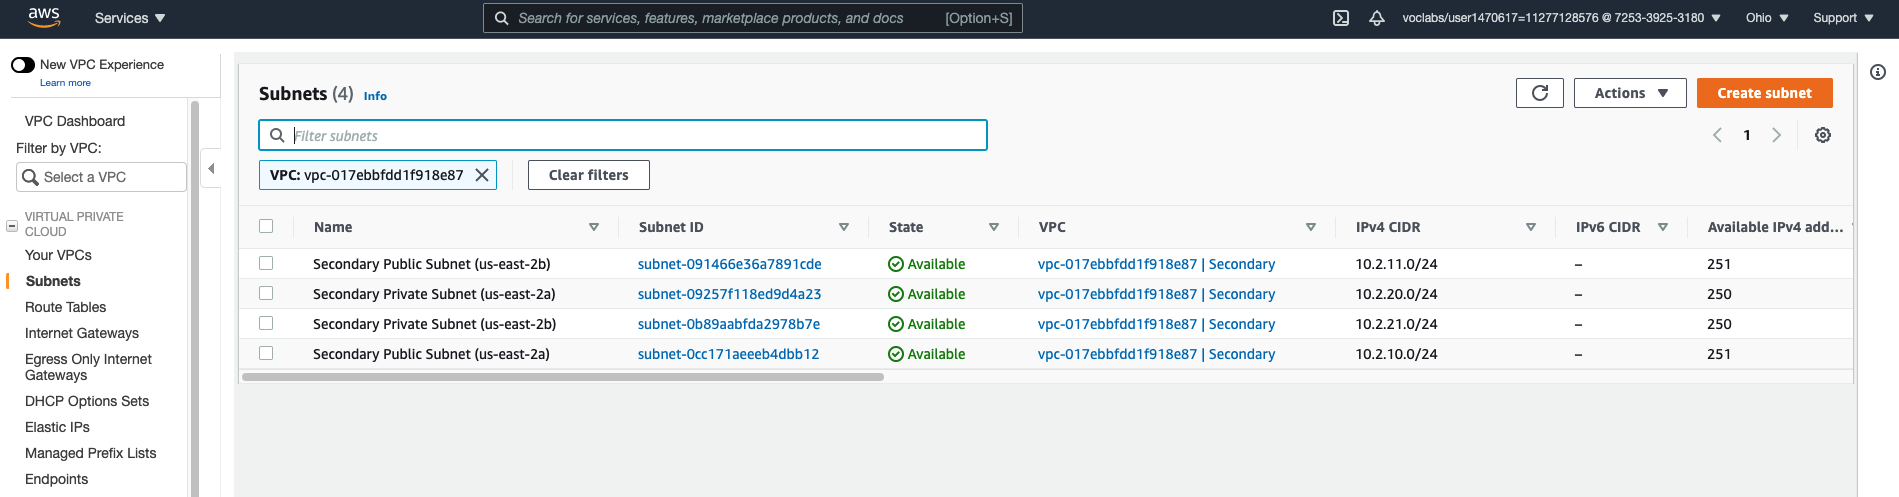 aws Services Search for services, features, marketplace products, and docs [Option+S] voclabs/user1470617=11277128576 @ 7253-3925-3180 Ohio Support
New VPC Experience
Learn more
VPC Dashboard
Filter by VPC:
Select a VPC
VIRTUAL PRIVATE
CLOUD
Your VPCs
Subnets
Route Tables
Internet Gateways
Egress Only Internet
Gateways
DHCP Options Sets
Elastic IPs
Managed Prefix Lists
Endpoints
Subnets (4) Info Actions Create subnet
Filter subnets 1
VPC: vpc-017ebbfdd1f918e87 Clear filters
Name Subnet ID State VPC IPv4 CIDR IPv6 CIDR Available IPv4 add...
Secondary Public Subnet (us-east-2b) subnet-091466e36a7891cde Available vpc-017ebbfdd1f918e87 | Secondary 10.2.11.0/24 – 251
Secondary Private Subnet (us-east-2a) subnet-09257f118ed9d4a23 Available vpc-017ebbfdd1f918e87 | Secondary 10.2.20.0/24 – 250
Secondary Private Subnet (us-east-2b) subnet-0b89aabfda2978b7e Available vpc-017ebbfdd1f918e87 | Secondary 10.2.21.0/24 – 250
Secondary Public Subnet (us-east-2a) subnet-0cc171aeeeb4dbb12 Available vpc-017ebbfdd1f918e87 | Secondary 10.2.10.0/24 – 251